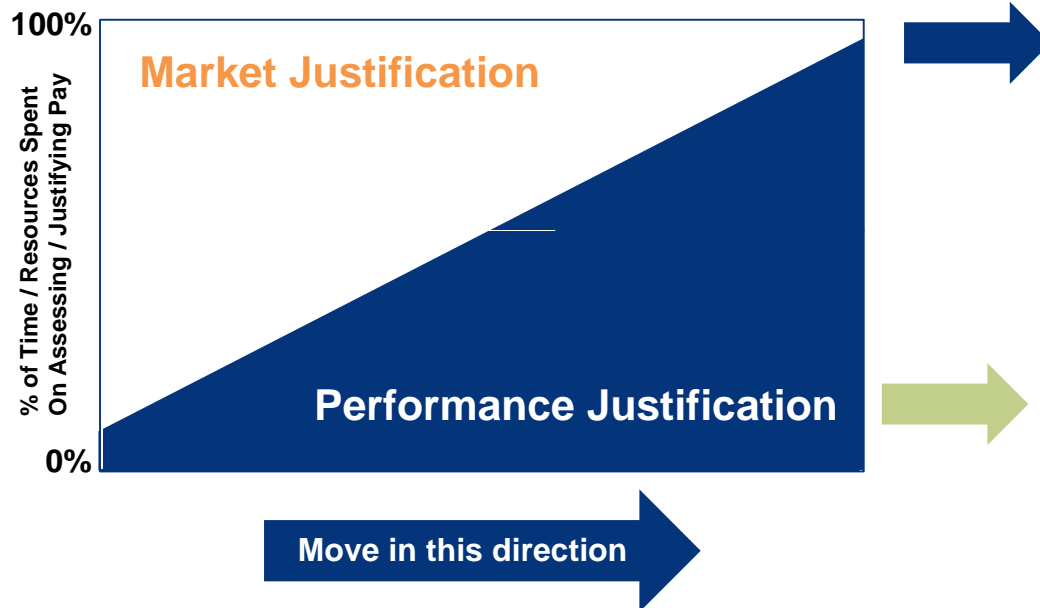 100%
Market Justification
% of Time / Resources Spent
On Assessing / Justifying Pay
Performance Justification
0%
Move in this direction